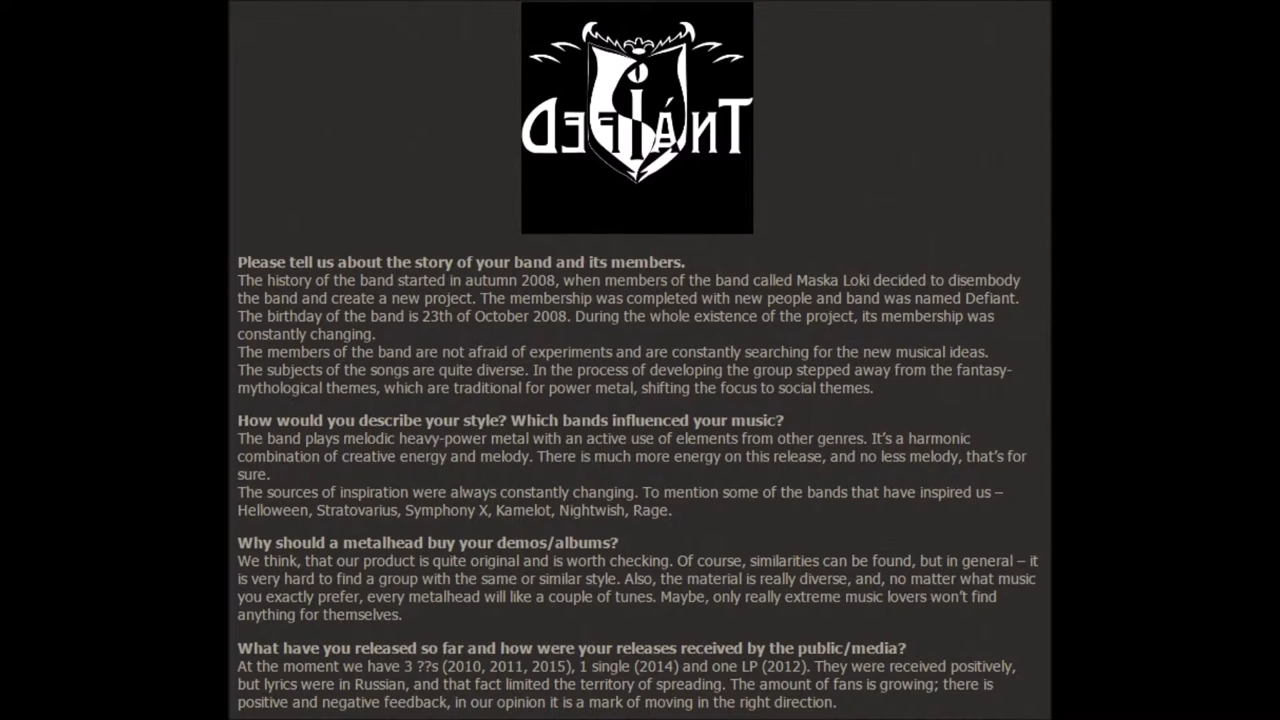 DEFIÁNT
Please tell us about the story of your band and its members.
The history of the band started in autumn 2008, when members of the band called Maska Loki decided to disembody
the band and create a new project. The membership was completed with new people and band was named Defiant.
The birthday of the band is 23th of October 2008. During the whole existence of the project, its membership was
constantly changing.
The members of the band are not afraid of experiments and are constantly searching for the new musical ideas.
The subjects of the songs are quite diverse. In the process of developing the group stepped away from the fantasy-
mythological themes, which are traditional for power metal, shifting the focus to social themes.
How would you describe your style? Which bands influenced your music?
The band plays melodic heavy-power metal with an active use of elements from other genres. It’s a harmonic
combination of creative energy and melody. There is much more energy on this release, and no less melody, that’s for
sure.
The sources of inspiration were always constantly changing. To mention some of the bands that have inspired us –
Helloween, Stratovarius, Symphony X, Kamelot, Nightwish, Rage.
Why should a metalhead buy your demos/albums?
We think, that our product is quite original and is worth checking. Of course, similarities can be found, but in general – it
is very hard to find a group with the same or similar style. Also, the material is really diverse, and, no matter what music
you exactly prefer, every metalhead will like a couple of tunes. Maybe, only really extreme music lovers won’t find
anything for themselves.
What have you released so far and how were your releases received by the public/media?
At the moment we have 3 ??s (2010, 2011, 2015), 1 single (2014) and one LP (2012). They were received positively,
but lyrics were in Russian, and that fact limited the territory of spreading. The amount of fans is growing; there is
positive and negative feedback, in our opinion it is a mark of moving in the right direction.